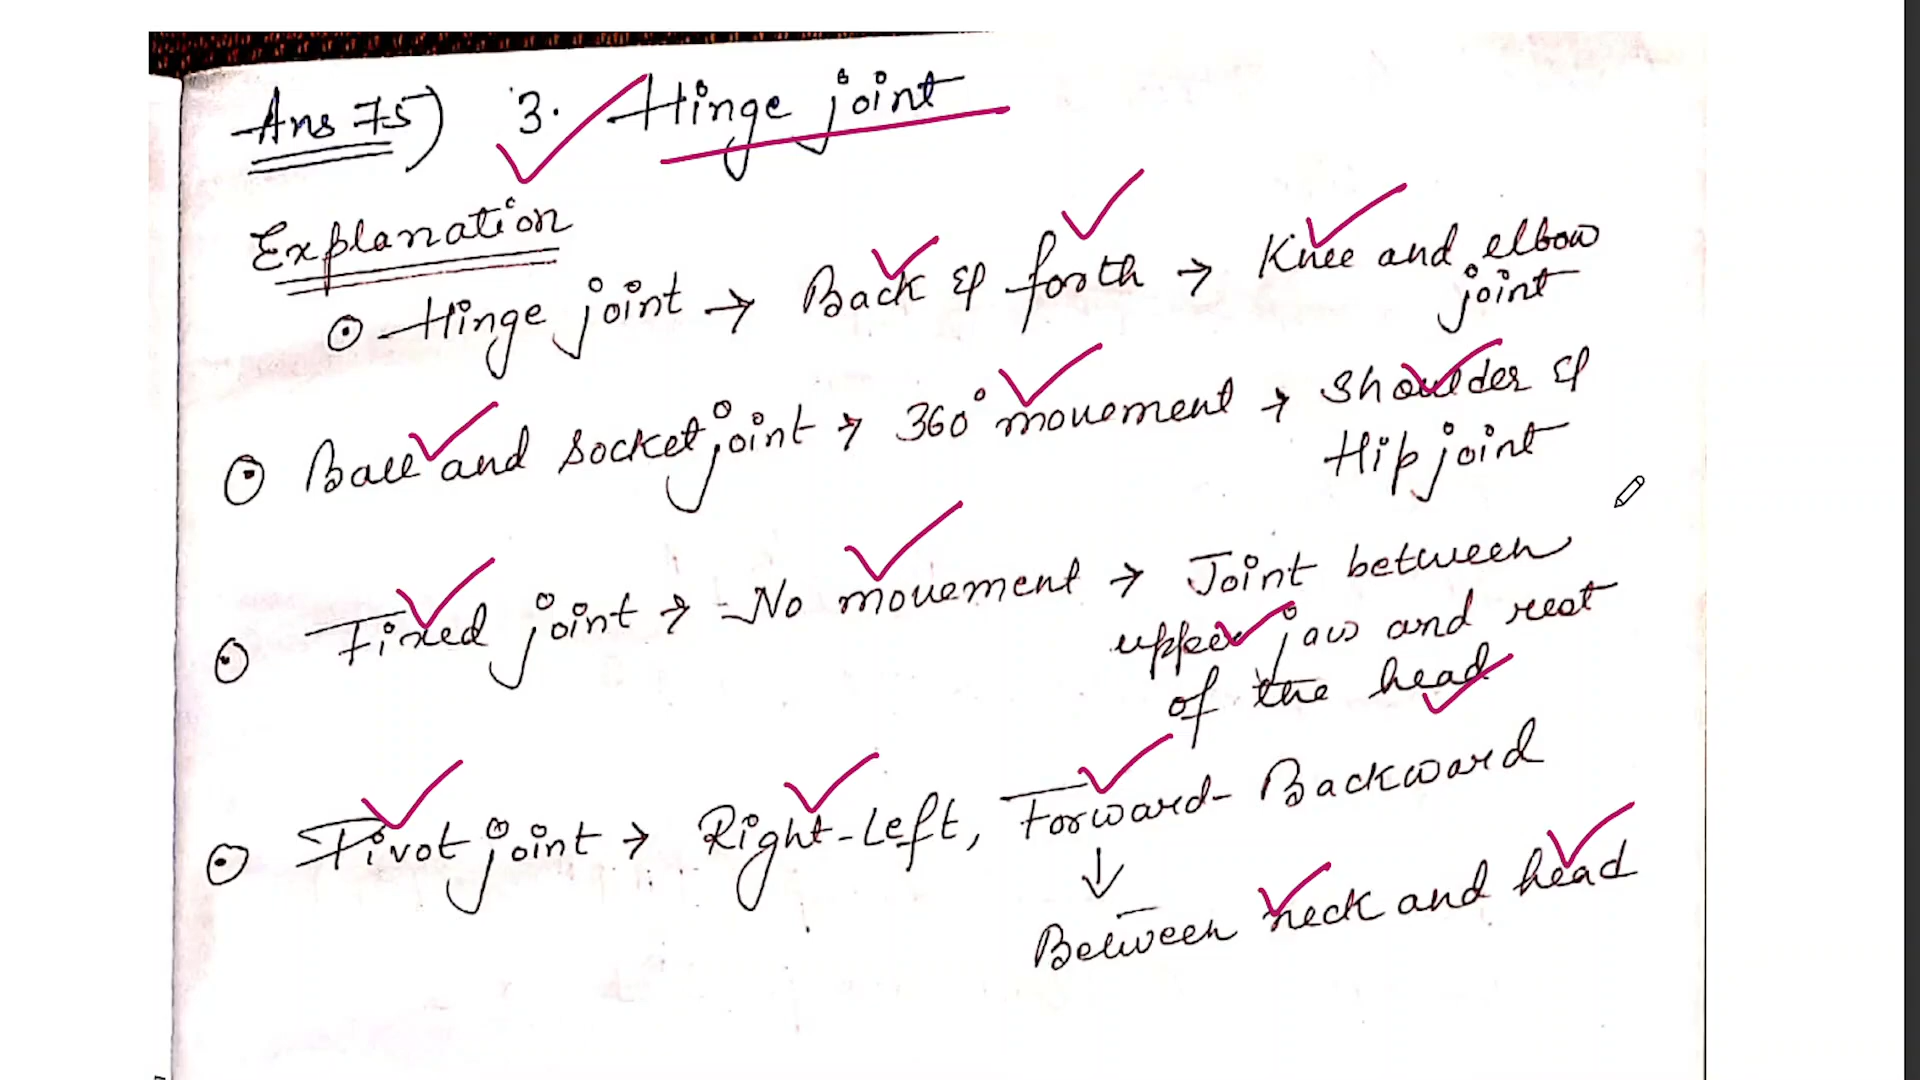 Ans 75) 3. Hinge joint
Explanation
⊙ Hinge joint → Back & forth → Knee and elbow
joint
⊙ Ball and socket joint → 360° movement → Shoulder &
Hip joint
⊙ Fixed joint → No movement → Joint between
upper jaw and rest
of the head
⊙ Pivot joint → Right-Left, Forward-Backward
↓
Between neck and head